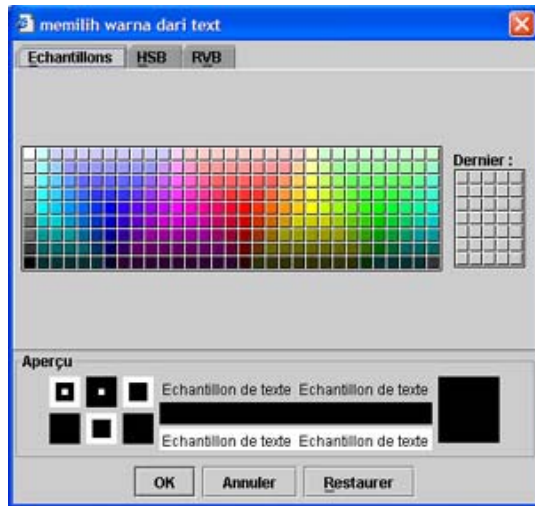 memilih warna dari text
Echantillons HSB RVB
Dernier :
Aperçu
Echantillon de texte Echantillon de texte
Echantillon de texte Echantillon de texte
OK Annuler Restaurer